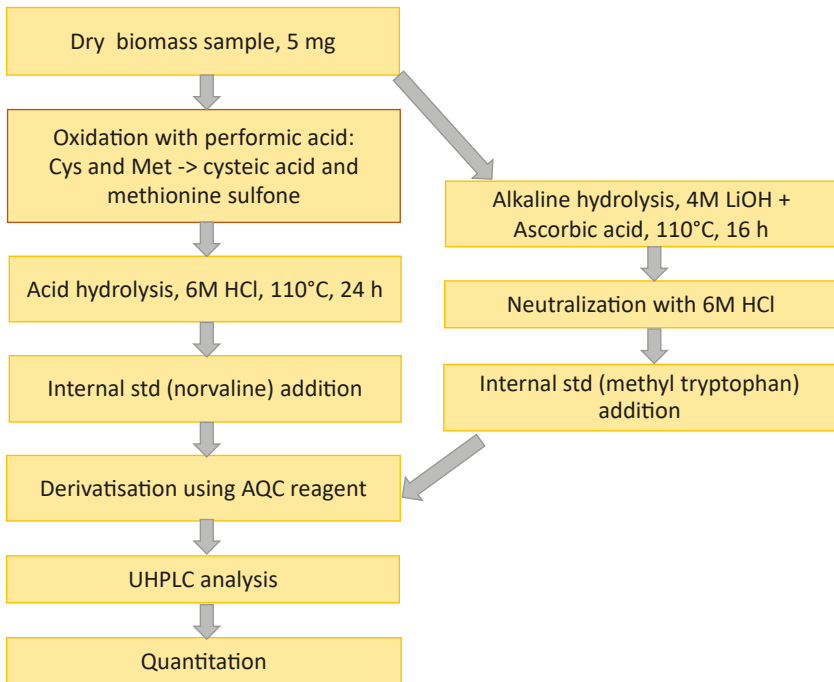 Dry biomass sample, 5 mg
Oxidation with performic acid:
Cys and Met -> cysteic acid and
methionine sulfone
Acid hydrolysis, 6M HCl, 110°C, 24 h
Internal std (norvaline) addition
Alkaline hydrolysis, 4M LiOH +
Ascorbic acid, 110°C, 16 h
Neutralization with 6M HCl
Internal std (methyl tryptophan)
addition
Derivatisation using AQC reagent
UHPLC analysis
Quantitation